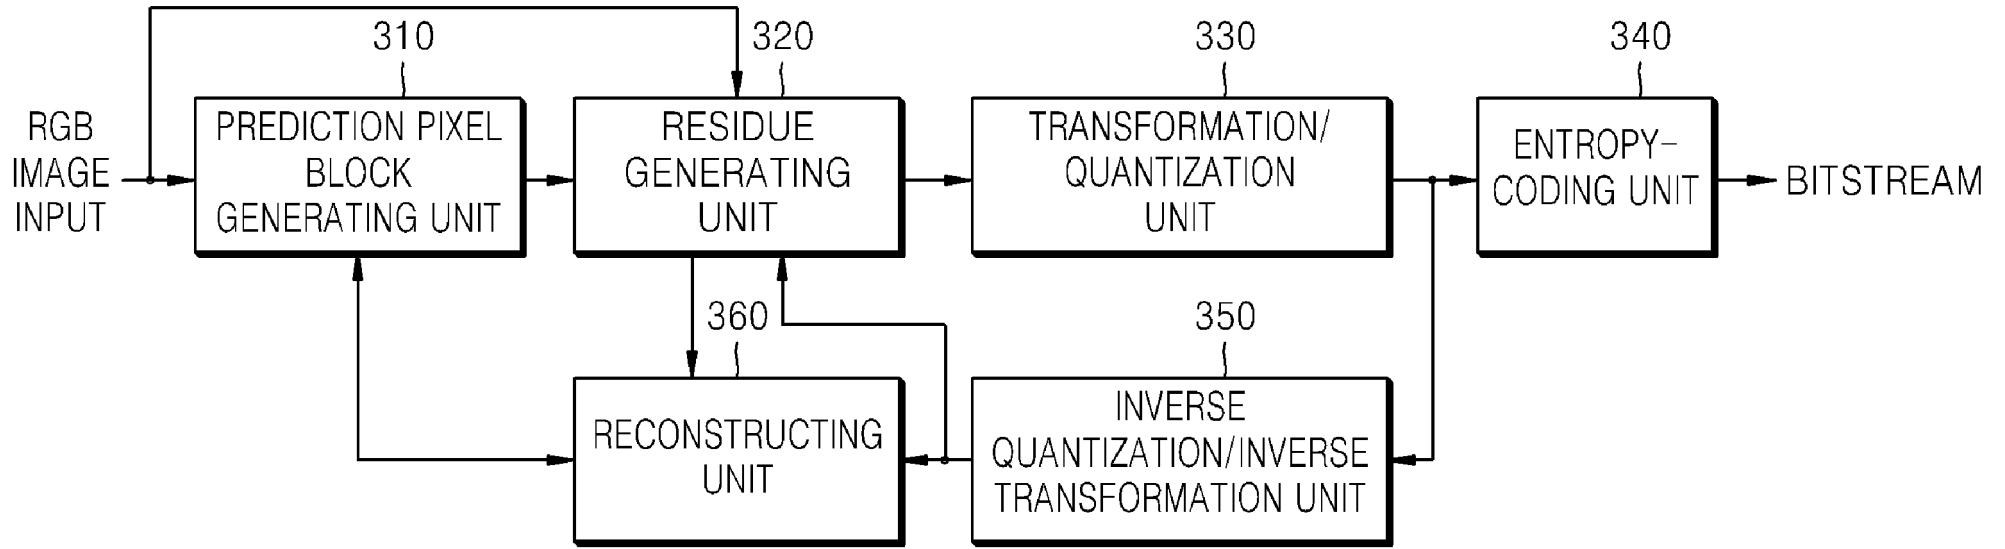 310
320
330
340
RGB
IMAGE
INPUT
PREDICTION PIXEL
BLOCK
GENERATING UNIT
RESIDUE
GENERATING
UNIT
TRANSFORMATION/
QUANTIZATION
UNIT
ENTROPY-
CODING UNIT
BITSTREAM
360
350
RECONSTRUCTING
UNIT
INVERSE
QUANTIZATION/INVERSE
TRANSFORMATION UNIT